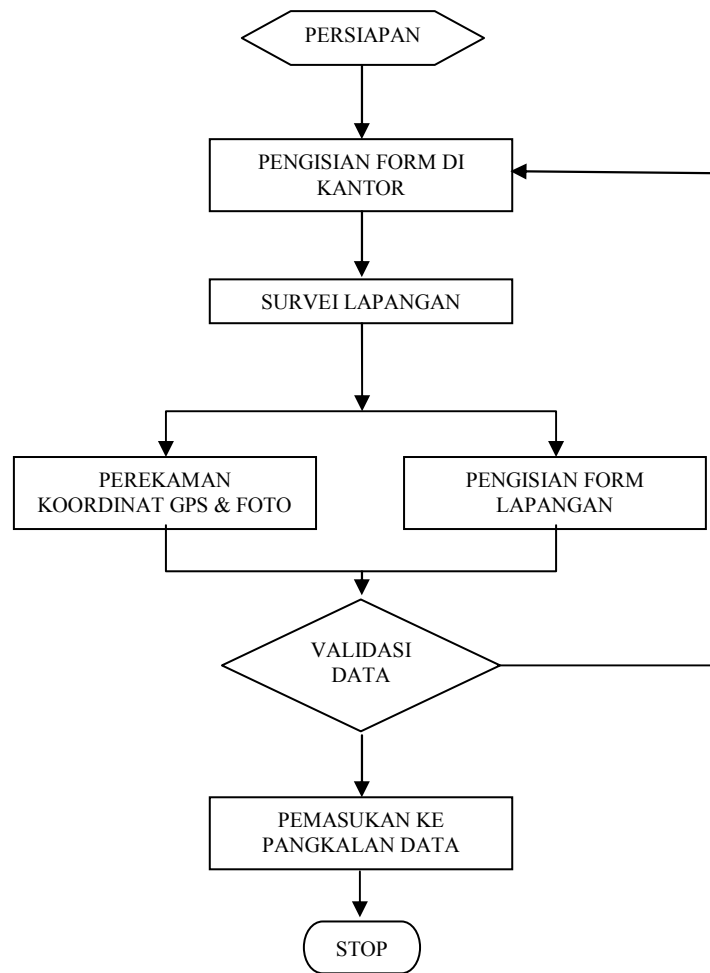 PERSIAPAN
PENGISIAN FORM DI
KANTOR
SURVEI LAPANGAN
PEREKAMAN
KOORDINAT GPS & FOTO
PENGISIAN FORM
LAPANGAN
VALIDASI
DATA
PEMASUKAN KE
PANGKALAN DATA
STOP